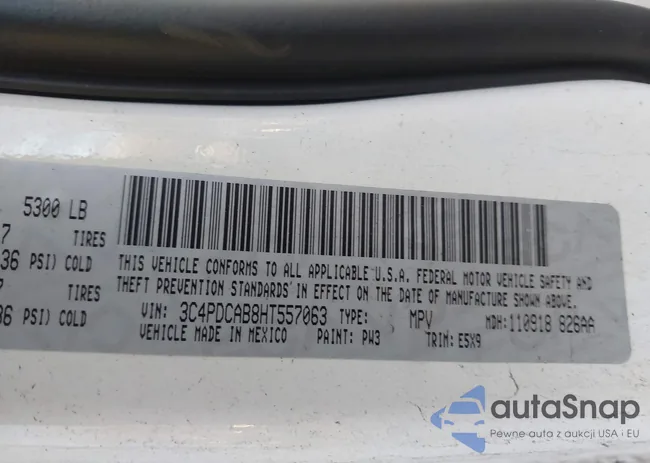 5300 LB
7 TIRES
36 PSI) COLD
TIRES
36 PSI) COLD
THIS VEHICLE CONFORMS TO ALL APPLICABLE U.S.A. FEDERAL MOTOR VEHICLE SAFETY AND
THEFT PREVENTION STANDARDS IN EFFECT ON THE DATE OF MANUFACTURE SHOWN ABOVE.
VIN: 3C4PDCAB8HT557063 TYPE: MPV MDH: 110918 826AA
VEHICLE MADE IN MEXICO PAINT: PW3 TRIM: E5X9
autaSnap
Pewne auta z aukcji USA i EU